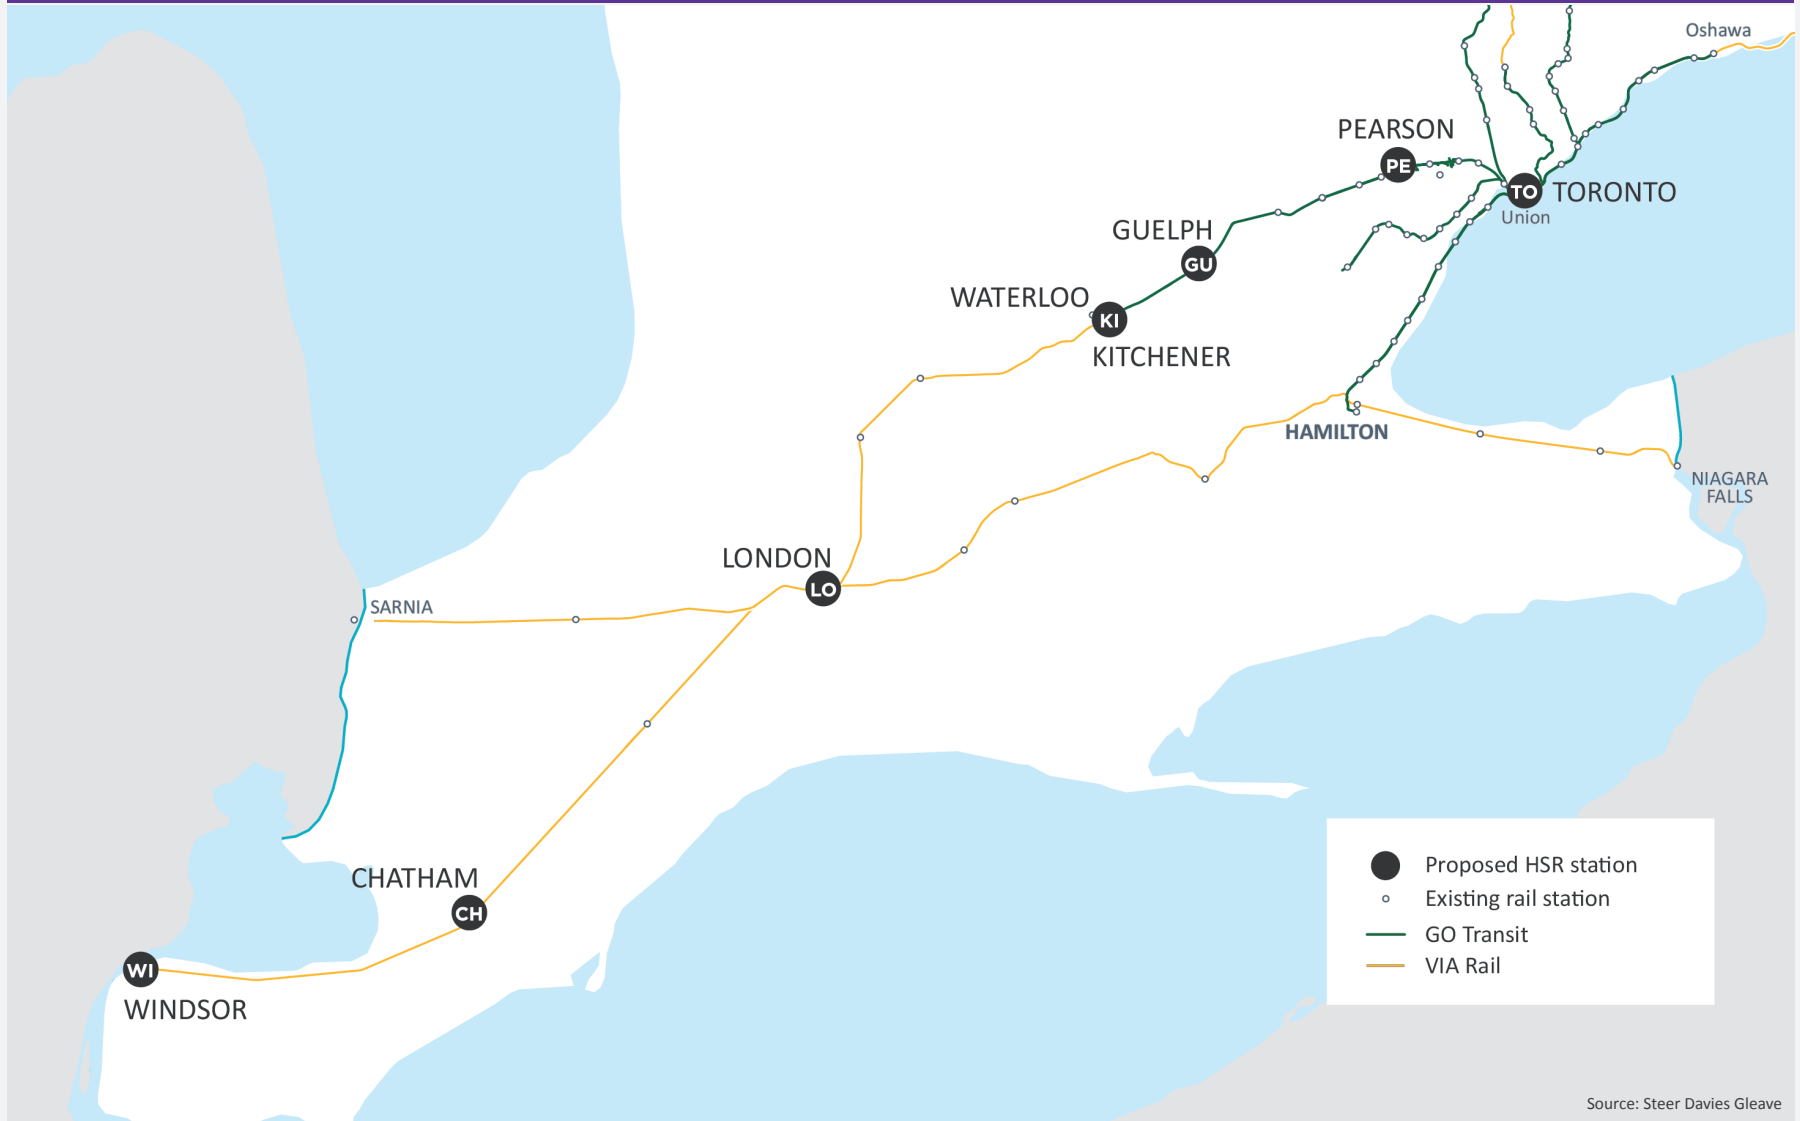 Oshawa
PEARSON
PE
TO
TORONTO
Union
GUELPH
GU
WATERLOO
KI
KITCHENER
HAMILTON
NIAGARA
FALLS
LONDON
LO
SARNIA
CHATHAM
CH
WI
WINDSOR
Proposed HSR station
Existing rail station
GO Transit
VIA Rail
Source: Steer Davies Gleave